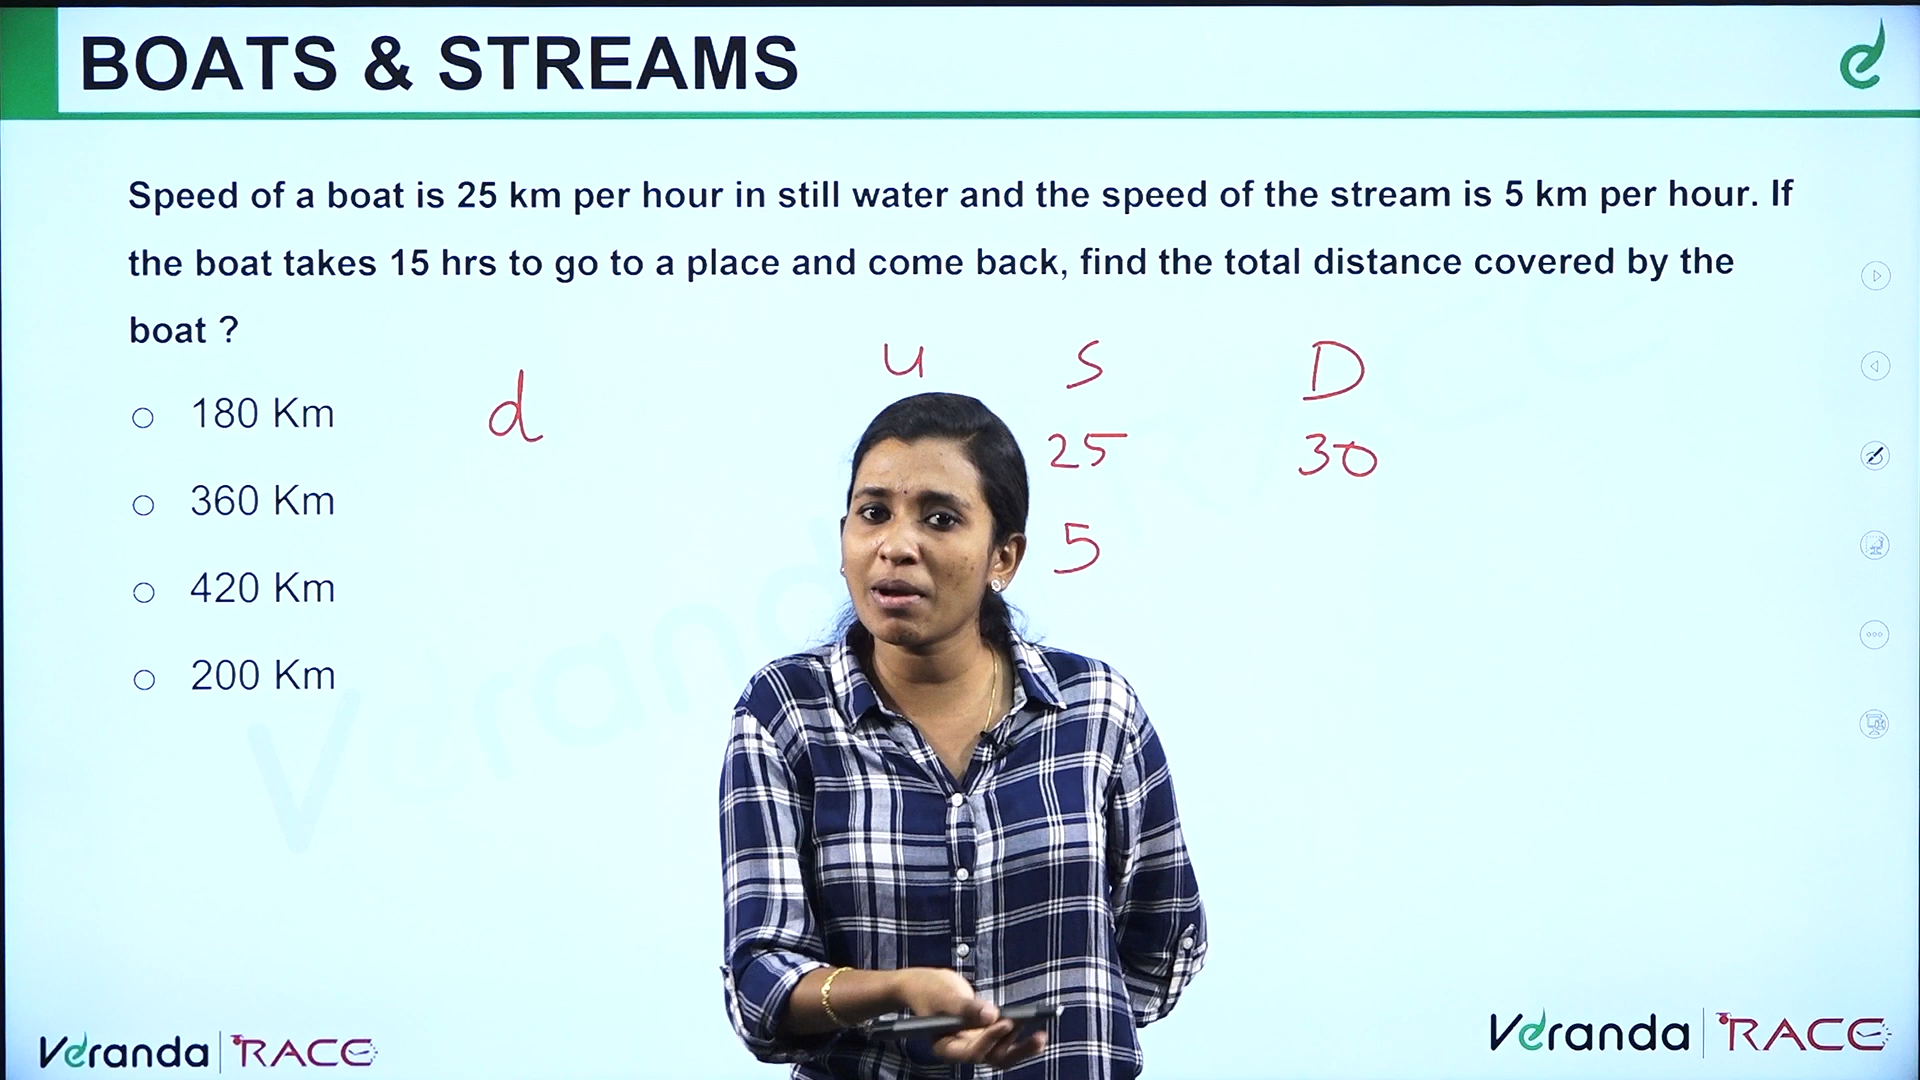 BOATS & STREAMS
Speed of a boat is 25 km per hour in still water and the speed of the stream is 5 km per hour. If
the boat takes 15 hrs to go to a place and come back, find the total distance covered by the
boat ?
u S D
180 Km d
25 30
360 Km
5
420 Km
200 Km
Veranda
Veranda RACE
Veranda RACE